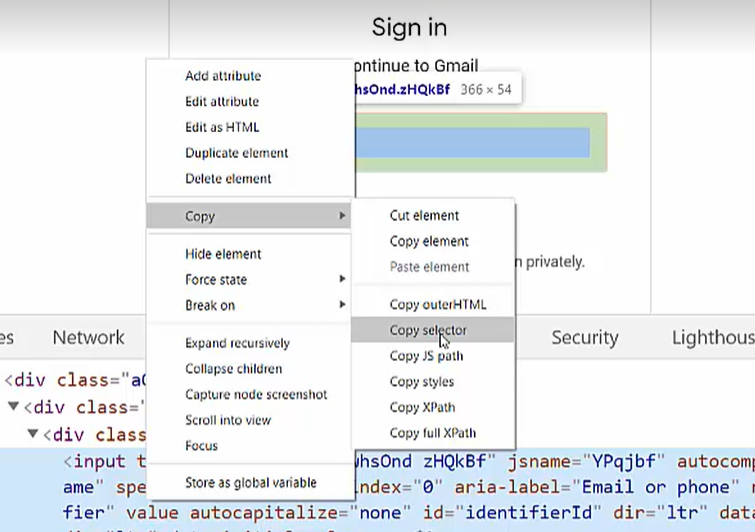 Sign in
ontinue to Gmail
whsOnd.zHQkBf 366 × 54
Add attribute
Edit attribute
Edit as HTML
Duplicate element
Delete element
Copy
Hide element
Force state
Break on
Expand recursively
Collapse children
Capture node screenshot
Scroll into view
Focus
Store as global variable
Cut element
Copy element
Paste element
Copy outerHTML
Copy selector
Copy JS path
Copy styles
Copy XPath
Copy full XPath
n privately.
es Network Security Lighthous
<div class="a
<div class="
<div class
<input t whsOnd zHQkBf" jsname="YPqjbf" autocomp
ame" spe index="0" aria-label="Email or phone"
fier" value autocapitalize="none" id="identifierId" dir="ltr" dat